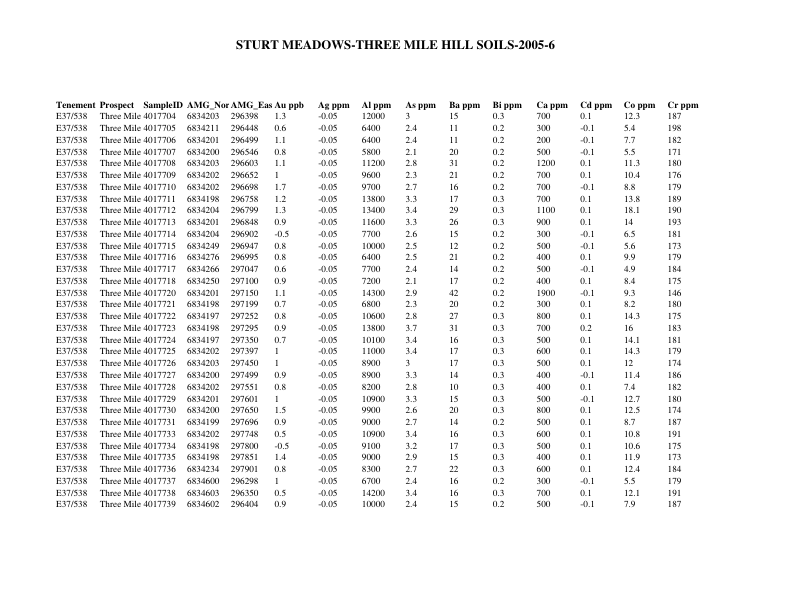 STURT MEADOWS-THREE MILE HILL SOILS-2005-6
Tenement Prospect SampleID AMG_Nor AMG_Eas Au ppb Ag ppm Al ppm As ppm Ba ppm Bi ppm Ca ppm Cd ppm Co ppm Cr ppm
E37/538 Three Mile 4017704 6834203 296398 1.3 -0.05 12000 3 15 0.3 700 0.1 12.3 187
E37/538 Three Mile 4017705 6834211 296448 0.6 -0.05 6400 2.4 11 0.2 300 -0.1 5.4 198
E37/538 Three Mile 4017706 6834201 296499 1.1 -0.05 6400 2.4 11 0.2 200 -0.1 7.7 182
E37/538 Three Mile 4017707 6834200 296546 0.8 -0.05 5800 2.1 20 0.2 500 -0.1 5.5 171
E37/538 Three Mile 4017708 6834203 296603 1.1 -0.05 11200 2.8 31 0.2 1200 0.1 11.3 180
E37/538 Three Mile 4017709 6834202 296652 1 -0.05 9600 2.3 21 0.2 700 0.1 10.4 176
E37/538 Three Mile 4017710 6834202 296698 1.7 -0.05 9700 2.7 16 0.2 700 -0.1 8.8 179
E37/538 Three Mile 4017711 6834198 296758 1.2 -0.05 13800 3.3 17 0.3 700 0.1 13.8 189
E37/538 Three Mile 4017712 6834204 296799 1.3 -0.05 13400 3.4 29 0.3 1100 0.1 18.1 190
E37/538 Three Mile 4017713 6834201 296848 0.9 -0.05 11600 3.3 26 0.3 900 0.1 14 193
E37/538 Three Mile 4017714 6834204 296902 -0.5 -0.05 7700 2.6 15 0.2 300 -0.1 6.5 181
E37/538 Three Mile 4017715 6834249 296947 0.8 -0.05 10000 2.5 12 0.2 500 -0.1 5.6 173
E37/538 Three Mile 4017716 6834276 296995 0.8 -0.05 6400 2.5 21 0.2 400 0.1 9.9 179
E37/538 Three Mile 4017717 6834266 297047 0.6 -0.05 7700 2.4 14 0.2 500 -0.1 4.9 184
E37/538 Three Mile 4017718 6834250 297100 0.9 -0.05 7200 2.1 17 0.2 400 0.1 8.4 175
E37/538 Three Mile 4017720 6834201 297150 1.1 -0.05 14300 2.9 42 0.2 1900 -0.1 9.3 146
E37/538 Three Mile 4017721 6834198 297199 0.7 -0.05 6800 2.3 20 0.2 300 0.1 8.2 180
E37/538 Three Mile 4017722 6834197 297252 0.8 -0.05 10600 2.8 27 0.3 800 0.1 14.3 175
E37/538 Three Mile 4017723 6834198 297295 0.9 -0.05 13800 3.7 31 0.3 700 0.2 16 183
E37/538 Three Mile 4017724 6834197 297350 0.7 -0.05 10100 3.4 16 0.3 500 0.1 14.1 181
E37/538 Three Mile 4017725 6834202 297397 1 -0.05 11000 3.4 17 0.3 600 0.1 14.3 179
E37/538 Three Mile 4017726 6834203 297450 1 -0.05 8900 3 17 0.3 500 0.1 12 174
E37/538 Three Mile 4017727 6834200 297499 0.9 -0.05 8900 3.3 14 0.3 400 -0.1 11.4 186
E37/538 Three Mile 4017728 6834202 297551 0.8 -0.05 8200 2.8 10 0.3 400 0.1 7.4 182
E37/538 Three Mile 4017729 6834201 297601 1 -0.05 10900 3.3 15 0.3 500 -0.1 12.7 180
E37/538 Three Mile 4017730 6834200 297650 1.5 -0.05 9900 2.6 20 0.3 800 0.1 12.5 174
E37/538 Three Mile 4017731 6834199 297696 0.9 -0.05 9000 2.7 14 0.2 500 0.1 8.7 187
E37/538 Three Mile 4017733 6834202 297748 0.5 -0.05 10900 3.4 16 0.3 600 0.1 10.8 191
E37/538 Three Mile 4017734 6834198 297800 -0.5 -0.05 9100 3.2 17 0.3 500 0.1 10.6 175
E37/538 Three Mile 4017735 6834198 297851 1.4 -0.05 9000 2.9 15 0.3 400 0.1 11.9 173
E37/538 Three Mile 4017736 6834234 297901 0.8 -0.05 8300 2.7 22 0.3 600 0.1 12.4 184
E37/538 Three Mile 4017737 6834600 296298 1 -0.05 6700 2.4 16 0.2 300 -0.1 5.5 179
E37/538 Three Mile 4017738 6834603 296350 0.5 -0.05 14200 3.4 16 0.3 700 0.1 12.1 191
E37/538 Three Mile 4017739 6834602 296404 0.9 -0.05 10000 2.4 15 0.2 500 -0.1 7.9 187